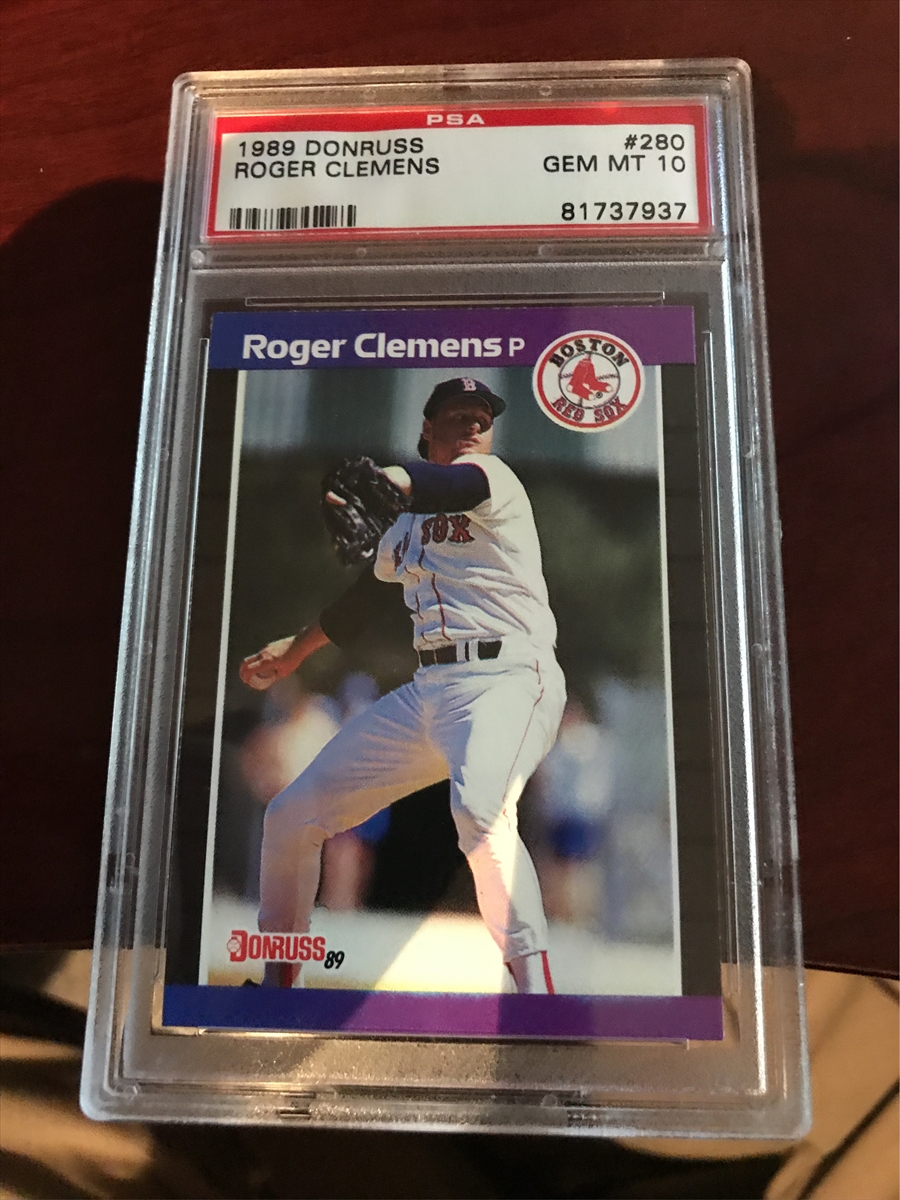 PSA
1989 DONRUSS #280
ROGER CLEMENS GEM MT 10
81737937
Roger Clemens P
BOSTON
RED SOX
B
SOX
DONRUSS 89